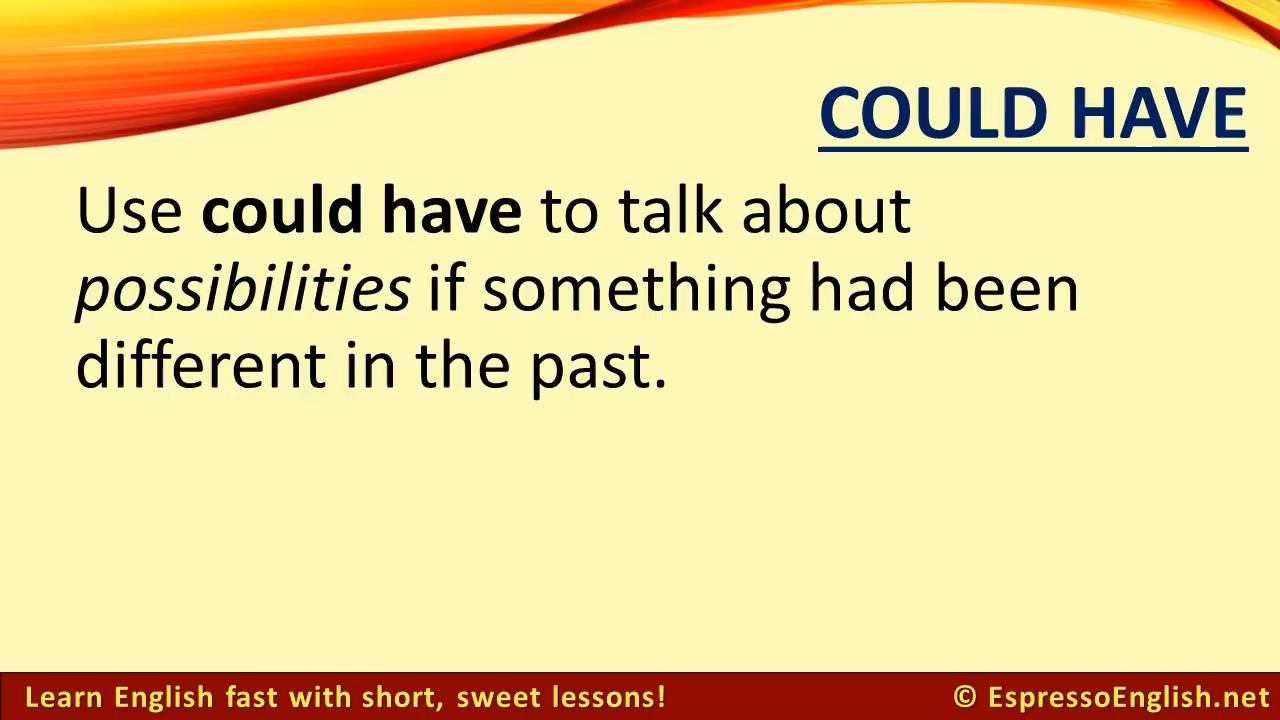 COULD HAVE
Use could have to talk about
possibilities if something had been
different in the past.
Learn English fast with short, sweet lessons!
© EspressoEnglish.net